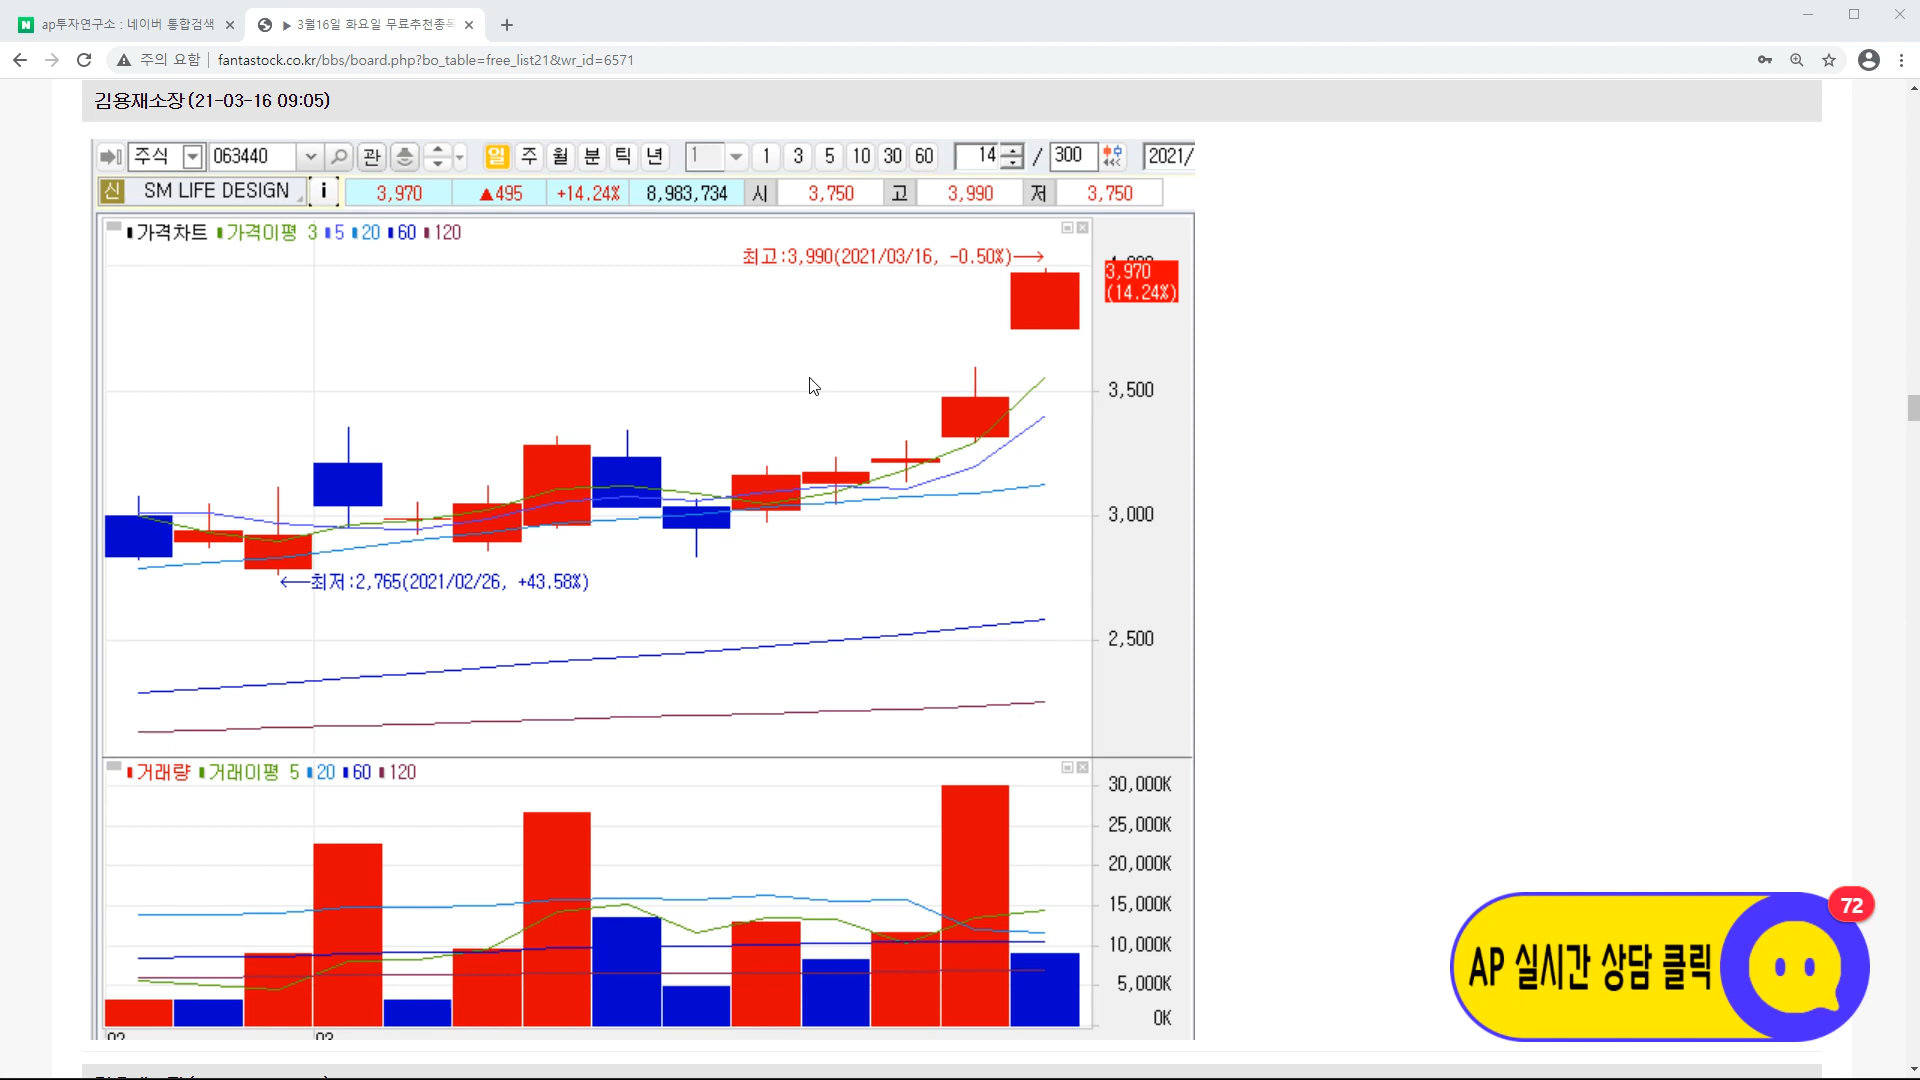 ap투자연구소 : 네이버 통합검색
▶ 3월16일 화요일 무료추천종목
주의 요함 | fantastock.co.kr/bbs/board.php?bo_table=free_list21&wr_id=6571
김용재소장(21-03-16 09:05)
주식 063440 관 일 주 월 분 틱 년 1 1 3 5 10 30 60 14 / 300 2021/
신 SM LIFE DESIGN i 3,970 ▲495 +14.24% 8,983,734 시 3,750 고 3,990 저 3,750
가격차트 가격이평 3 5 20 60 120
최고:3,990(2021/03/16, -0.50%)
3,970
(14.24%)
3,500
3,000
최저:2,765(2021/02/26, +43.58%)
2,500
거래량 거래이평 5 20 60 120
30,000K
25,000K
20,000K
15,000K
10,000K
5,000K
0K
02 03
72
AP 실시간 상담 클릭